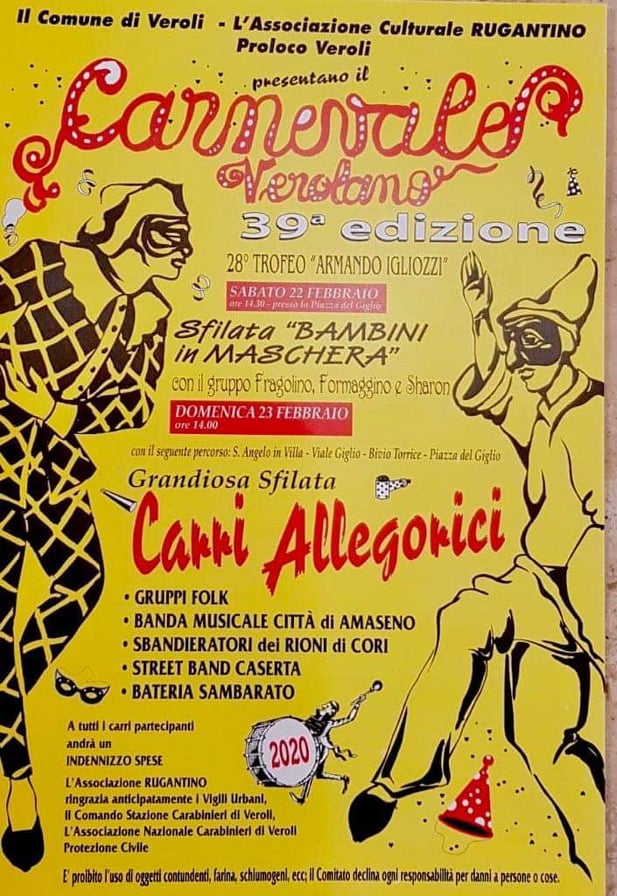 Il Comune di Veroli - L'Associazione Culturale RUGANTINO
Proloco Veroli
presentano il
Carnevale
Verolano
39ª edizione
28° TROFEO "ARMANDO IGLIOZZI"
SABATO 22 FEBBRAIO
ore 14.30 - presso la Piazza del Giglio
Sfilata "BAMBINI
in MASCHERA"
con il gruppo Fragolino, Formaggino e Sharon
DOMENICA 23 FEBBRAIO
ore 14.00
con il seguente percorso: S. Angelo in Villa - Viale Giglio - Bivio Torrice - Piazza del Giglio
Grandiosa Sfilata
Carri Allegorici
• GRUPPI FOLK
• BANDA MUSICALE CITTÀ di AMASENO
• SBANDIERATORI dei RIONI di CORI
• STREET BAND CASERTA
• BATERIA SAMBARATO
2020
A tutti i carri partecipanti
andrà un
INDENNIZZO SPESE
L'Associazione RUGANTINO
ringrazia anticipatamente i Vigili Urbani,
il Comando Stazione Carabinieri di Veroli,
L'Associazione Nazionale Carabinieri di Veroli
Protezione Civile
E' proibito l'uso di oggetti contundenti, farina, schiumogeni, ecc; il Comitato declina ogni responsabilità per danni a persone o cose.